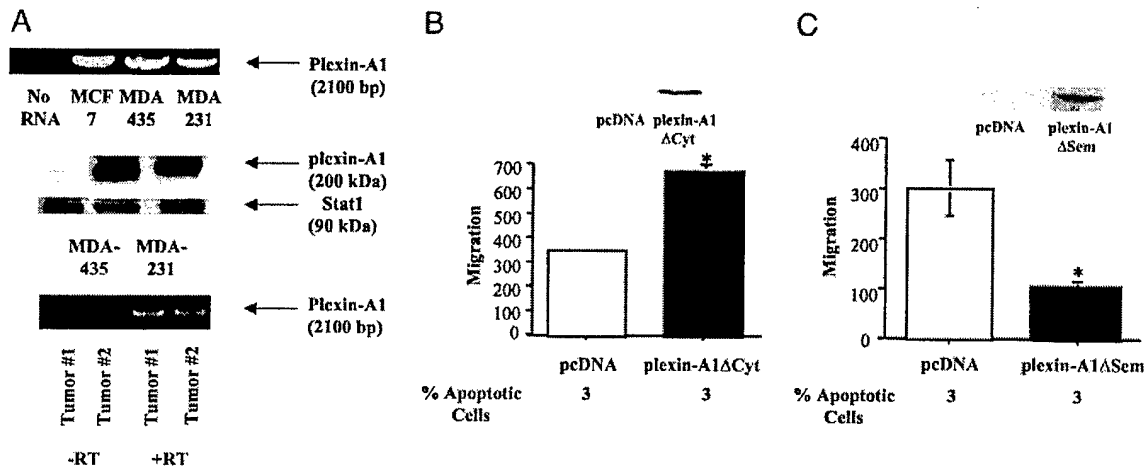 A
Plexin-A1
(2100 bp)
No RNA
MCF 7
MDA 435
MDA 231
plexin-A1
(200 kDa)
Stat1
(90 kDa)
MDA-435
MDA-231
Plexin-A1
(2100 bp)
Tumor #1
Tumor #2
Tumor #1
Tumor #2
-RT
+RT
B
pcDNA
plexin-A1
ΔCyt
*
700
600
500
400
300
200
100
0
Migration
pcDNA
plexin-A1ΔCyt
% Apoptotic
Cells
3
3
C
pcDNA
plexin-A1
ΔSem
400
300
200
100
0
Migration
*
pcDNA
plexin-A1ΔSem
% Apoptotic
Cells
3
3